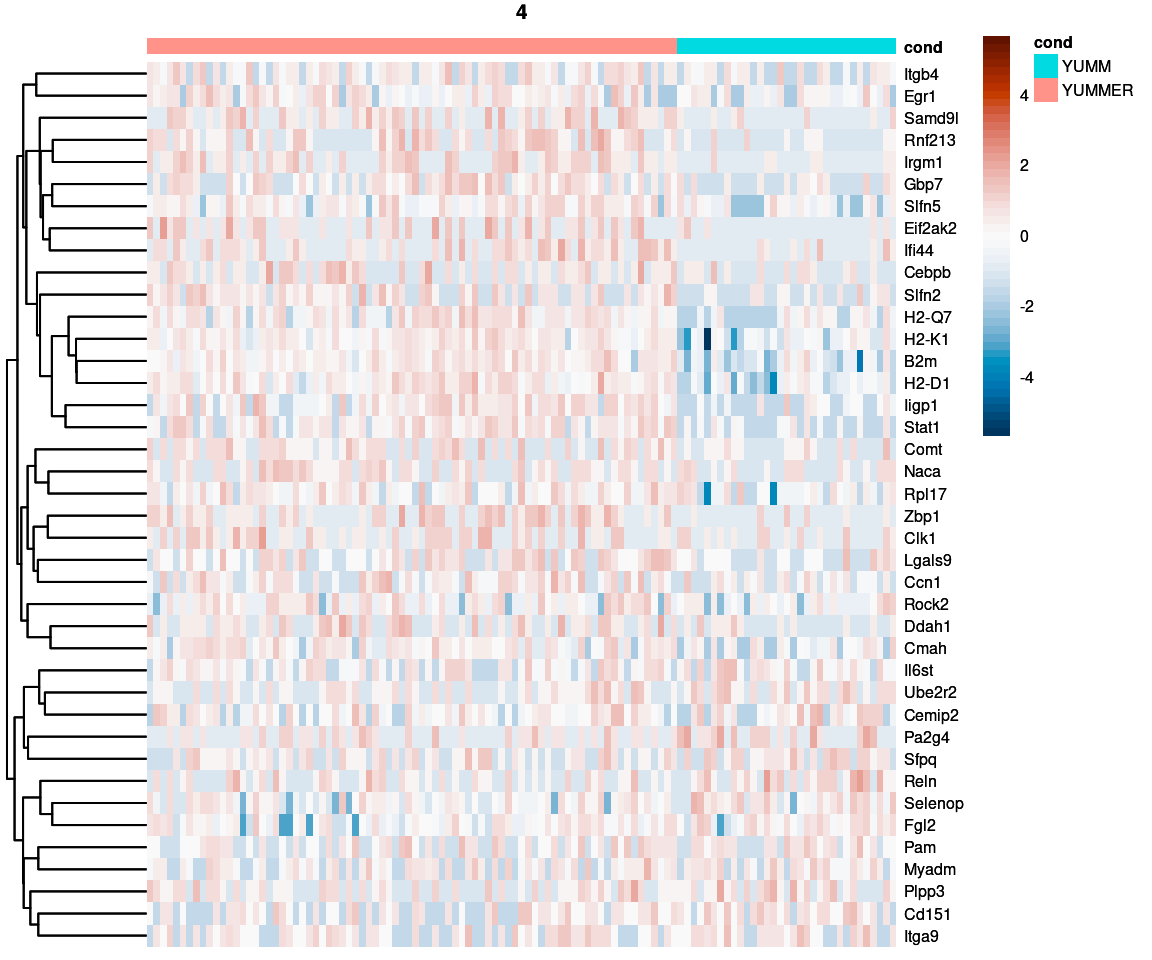 4
cond
Itgb4
Egr1
Samd9l
Rnf213
Irgm1
Gbp7
Slfn5
Eif2ak2
Ifi44
Cebpb
Slfn2
H2-Q7
H2-K1
B2m
H2-D1
Iigp1
Stat1
Comt
Naca
Rpl17
Zbp1
Clk1
Lgals9
Ccn1
Rock2
Ddah1
Cmah
Il6st
Ube2r2
Cemip2
Pa2g4
Sfpq
Reln
Selenop
Fgl2
Pam
Myadm
Plpp3
Cd151
Itga9
4
2
0
-2
-4
cond
YUMM
YUMMER